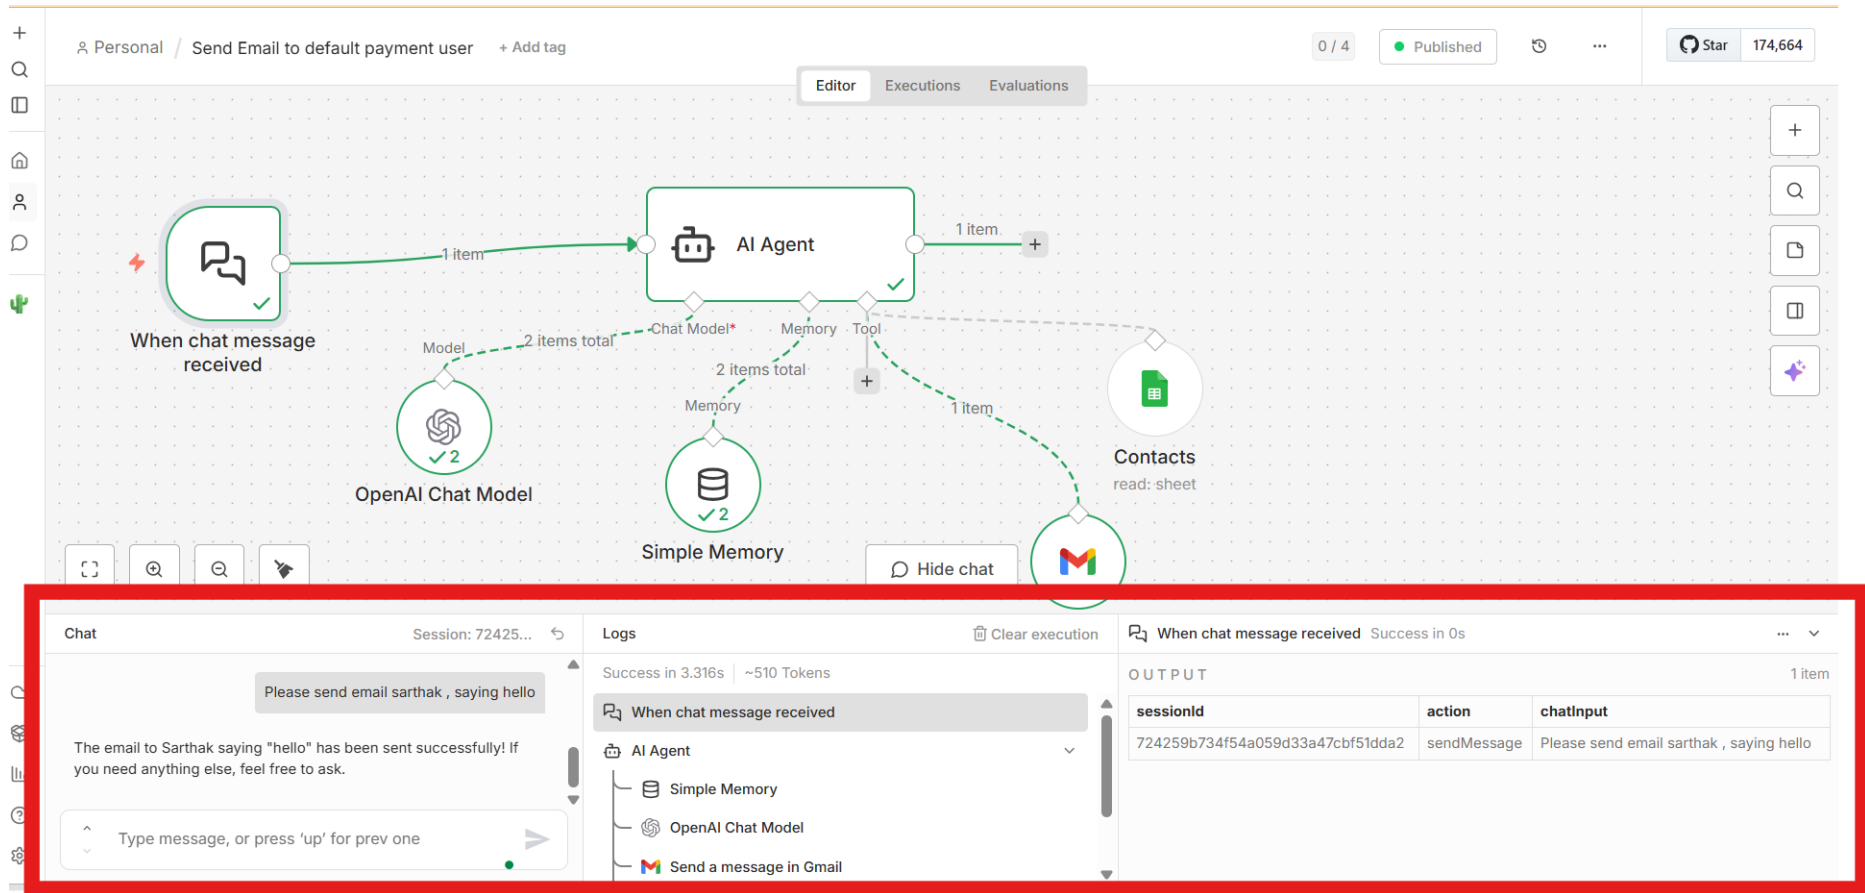 Personal / Send Email to default payment user + Add tag
0 / 4
Published
Star 174,664
Editor Executions Evaluations
1 item
AI Agent
1 item
When chat message
received
Chat Model*
Memory
Tool
Model
2 items total
2 items total
Memory
1 item
2
OpenAI Chat Model
2
Simple Memory
Contacts
read: sheet
Hide chat
Chat
Session: 72425...
Please send email sarthak , saying hello
The email to Sarthak saying "hello" has been sent successfully! If
you need anything else, feel free to ask.
Type message, or press ‘up’ for prev one
Logs
Clear execution
Success in 3.316s ~510 Tokens
When chat message received
AI Agent
Simple Memory
OpenAI Chat Model
Send a message in Gmail
When chat message received Success in 0s
OUTPUT
1 item
sessionId action chatInput
724259b734f54a059d33a47cbf51dda2 sendMessage Please send email sarthak , saying hello